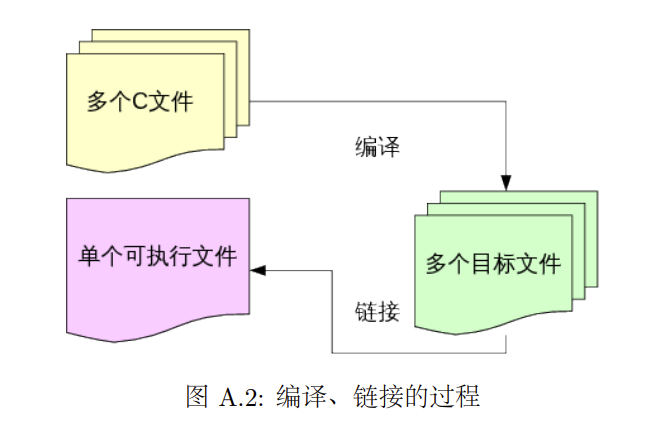 多个C文件
编译
单个可执行文件
多个目标文件
链接
图 A.2: 编译、链接的过程